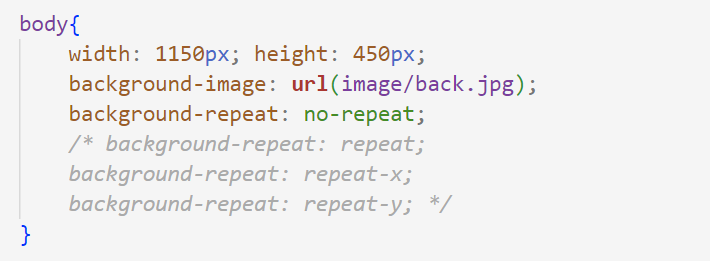 body{
width: 1150px; height: 450px;
background-image: url(image/back.jpg);
background-repeat: no-repeat;
/* background-repeat: repeat;
background-repeat: repeat-x;
background-repeat: repeat-y; */
}